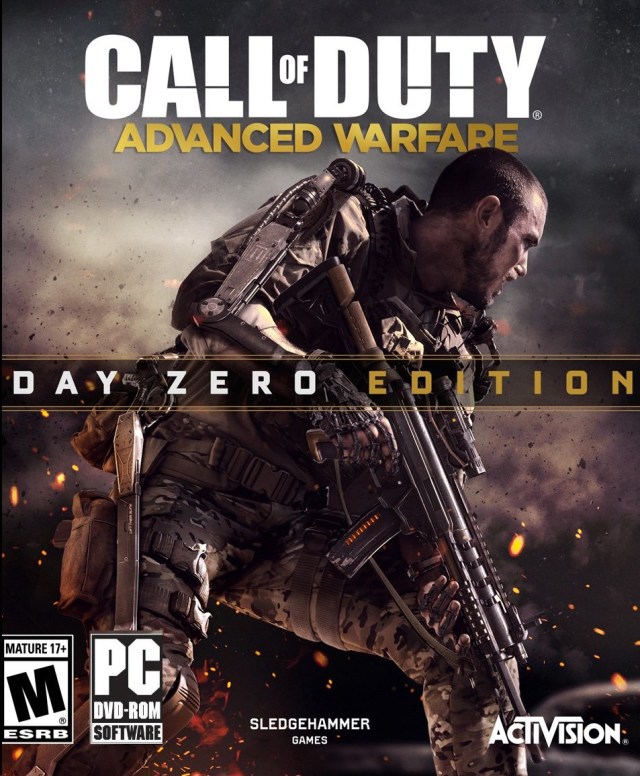 CALL OF DUTY®
ADVANCED WARFARE
DAY ZERO EDITION
MATURE 17+
M®
ESRB
PC
DVD-ROM
SOFTWARE
SLEDGEHAMMER
GAMES
ACTIVISION®